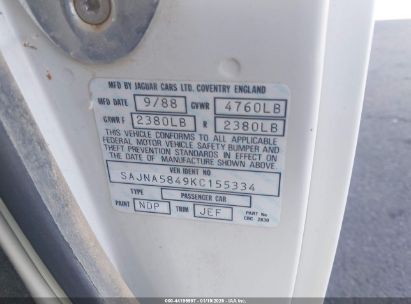 MFD BY JAGUAR CARS LTD. COVENTRY ENGLAND
MFD DATE 9/88 GVWR 4760LB
GAWR.F 2380LB R 2380LB
THIS VEHICLE CONFORMS TO ALL APPLICABLE
FEDERAL MOTOR VEHICLE SAFETY BUMPER AND
THEFT PREVENTION STANDARDS IN EFFECT ON
THE DATE OF MANUFACTURE SHOWN ABOVE.
VEH IDENT NO
SAJNA5849KC155334
TYPE PASSENGER CAR
PAINT NDP TRIM JEF
PART No